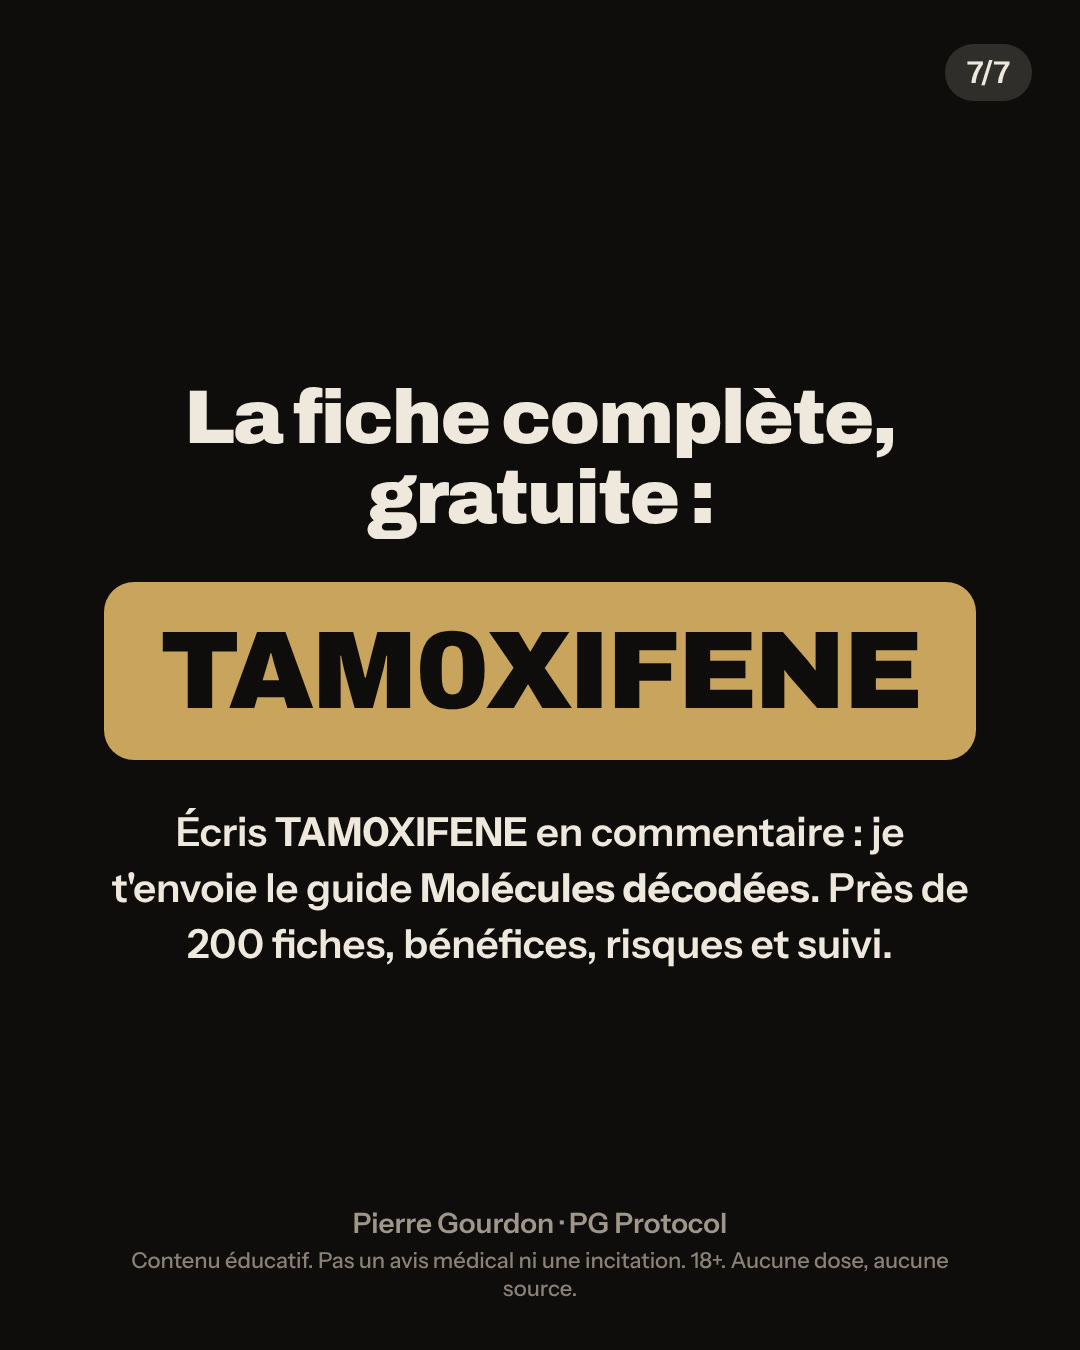 7/7
La fiche complète,
gratuite :
TAM0XIFENE
Écris TAM0XIFENE en commentaire : je
t'envoie le guide Molécules décodées. Près de
200 fiches, bénéfices, risques et suivi.
Pierre Gourdon · PG Protocol
Contenu éducatif. Pas un avis médical ni une incitation. 18+. Aucune dose, aucune
source.